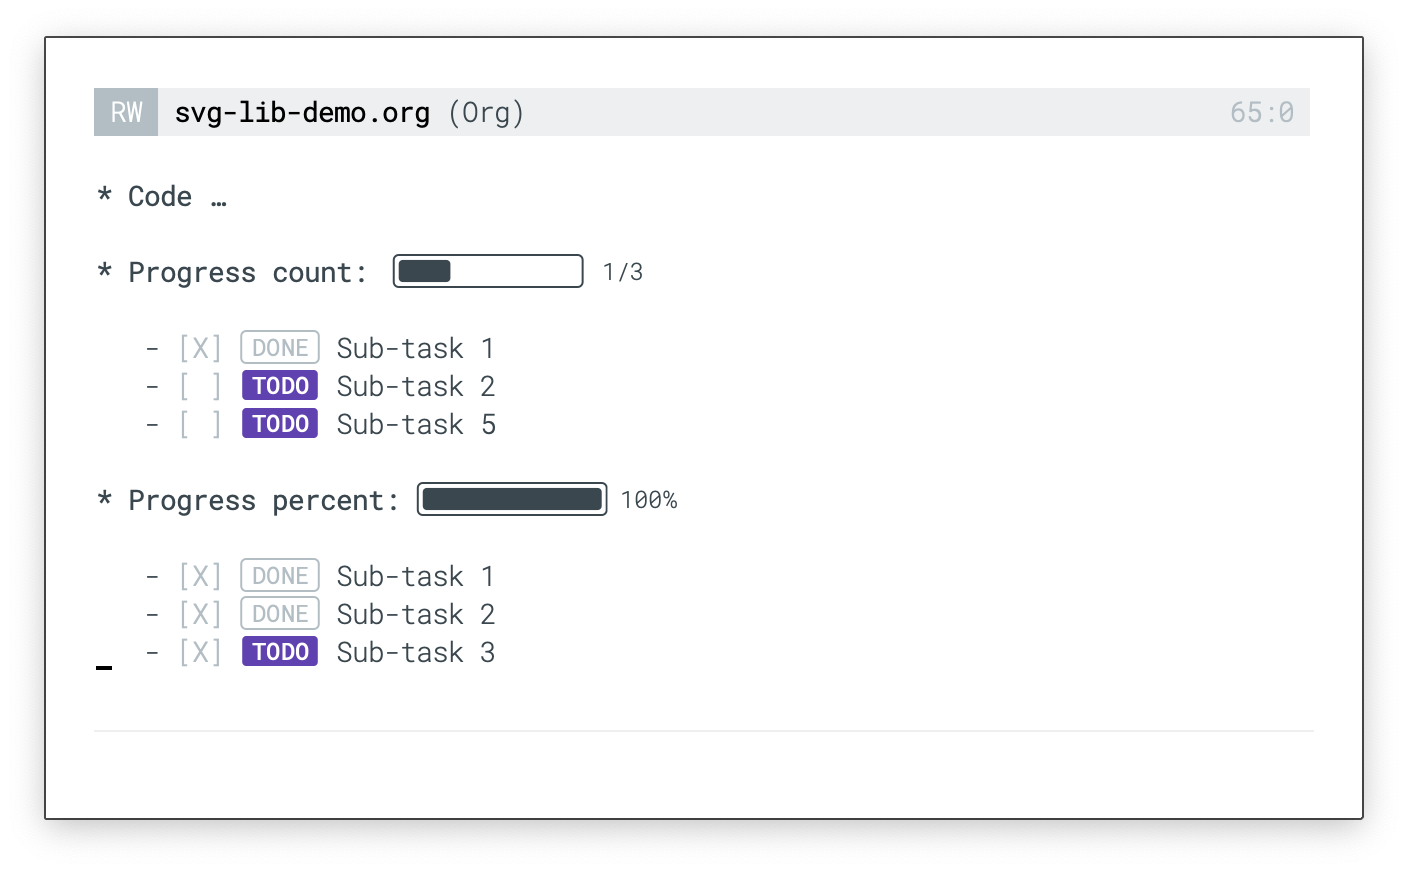 RW svg-lib-demo.org (Org) 65:0
* Code …
* Progress count: 1/3
- [X] DONE Sub-task 1
- [ ] TODO Sub-task 2
- [ ] TODO Sub-task 5
* Progress percent: 100%
- [X] DONE Sub-task 1
- [X] DONE Sub-task 2
- [X] TODO Sub-task 3